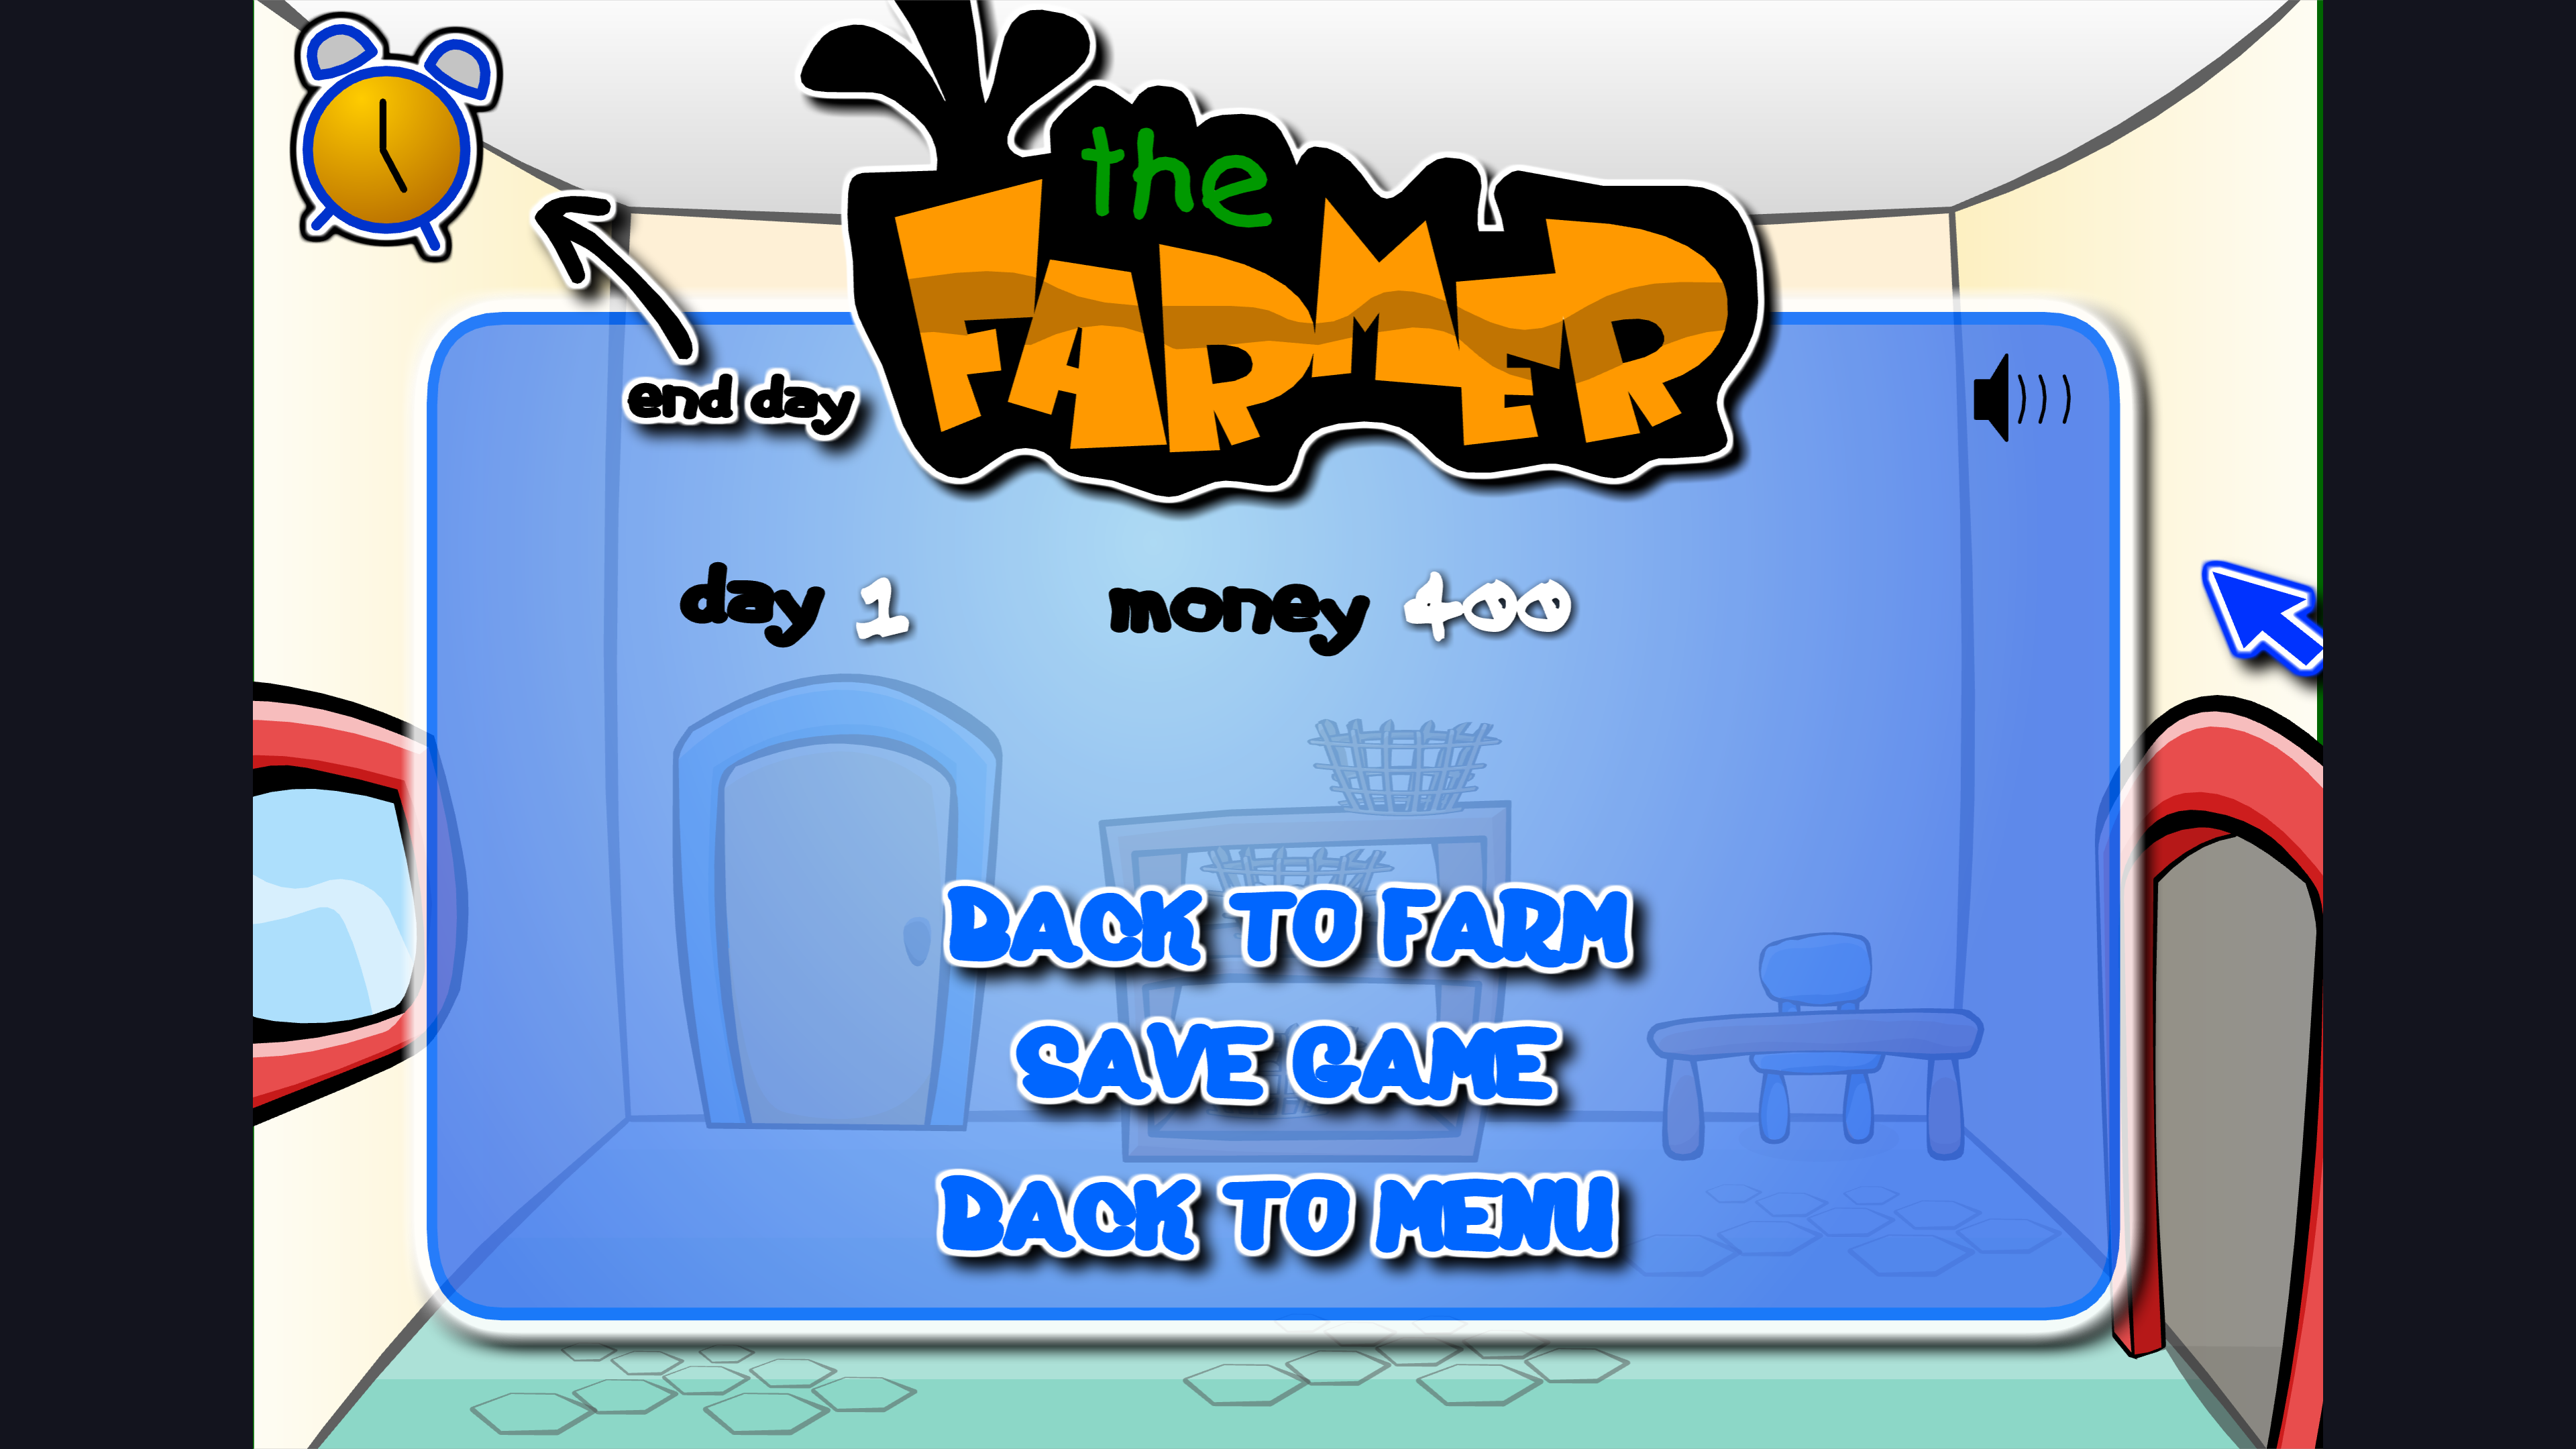 the
FARMER
end day
day 1 money 400
BACK TO FARM
SAVE GAME
BACK TO MENU